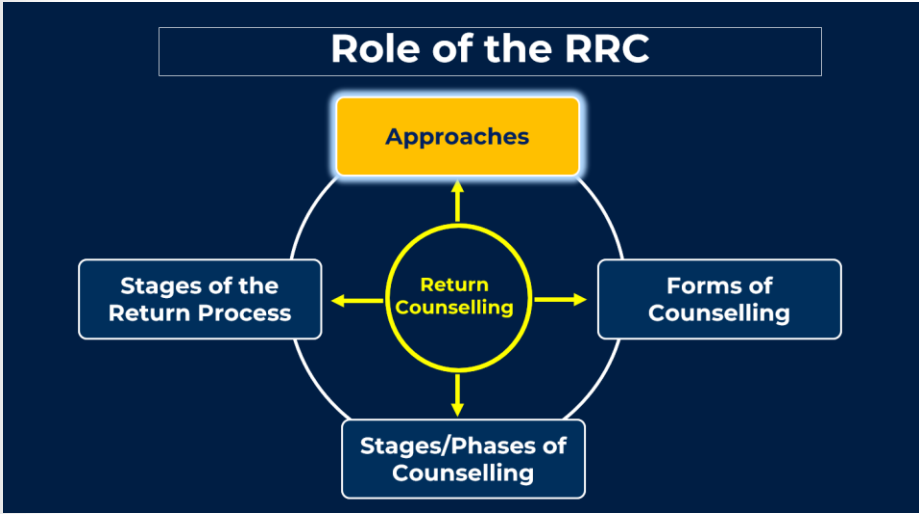 Role of the RRC
Approaches
Stages of the
Return Process
Return
Counselling
Forms of
Counselling
Stages/Phases of
Counselling